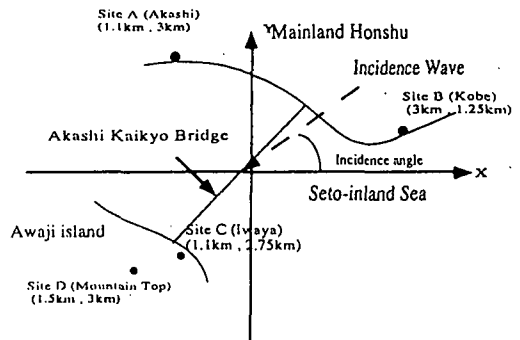 Site A (Akashi)
(1.1km , 3km)
Y
Mainland Honshu
Incidence Wave
Site B (Kobe)
(3km , 1.25km)
Akashi Kaikyo Bridge
Incidence angle
X
Seto-inland Sea
Awaji island
Site C (Iwaya)
(1.1km , 2.75km)
Site D (Mountain Top)
(1.5km , 3km)